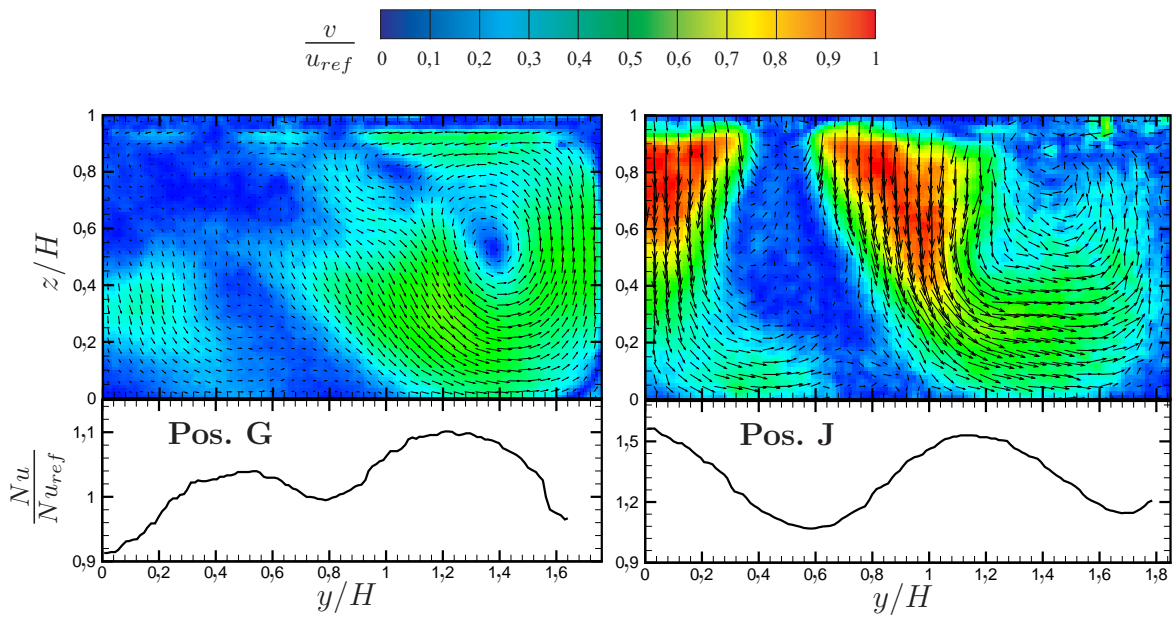 v
u_ref
0 0,1 0,2 0,3 0,4 0,5 0,6 0,7 0,8 0,9 1
z/H
1
0,8
0,6
0,4
0,2
0
1
0,8
0,6
0,4
0,2
0
Nu
Nu_ref
Pos. G
1,1
1
0,9
0 0,2 0,4 0,6 0,8 1 1,2 1,4 1,6
y/H
Pos. J
1,5
1,2
0,9
0 0,2 0,4 0,6 0,8 1 1,2 1,4 1,6 1,8
y/H